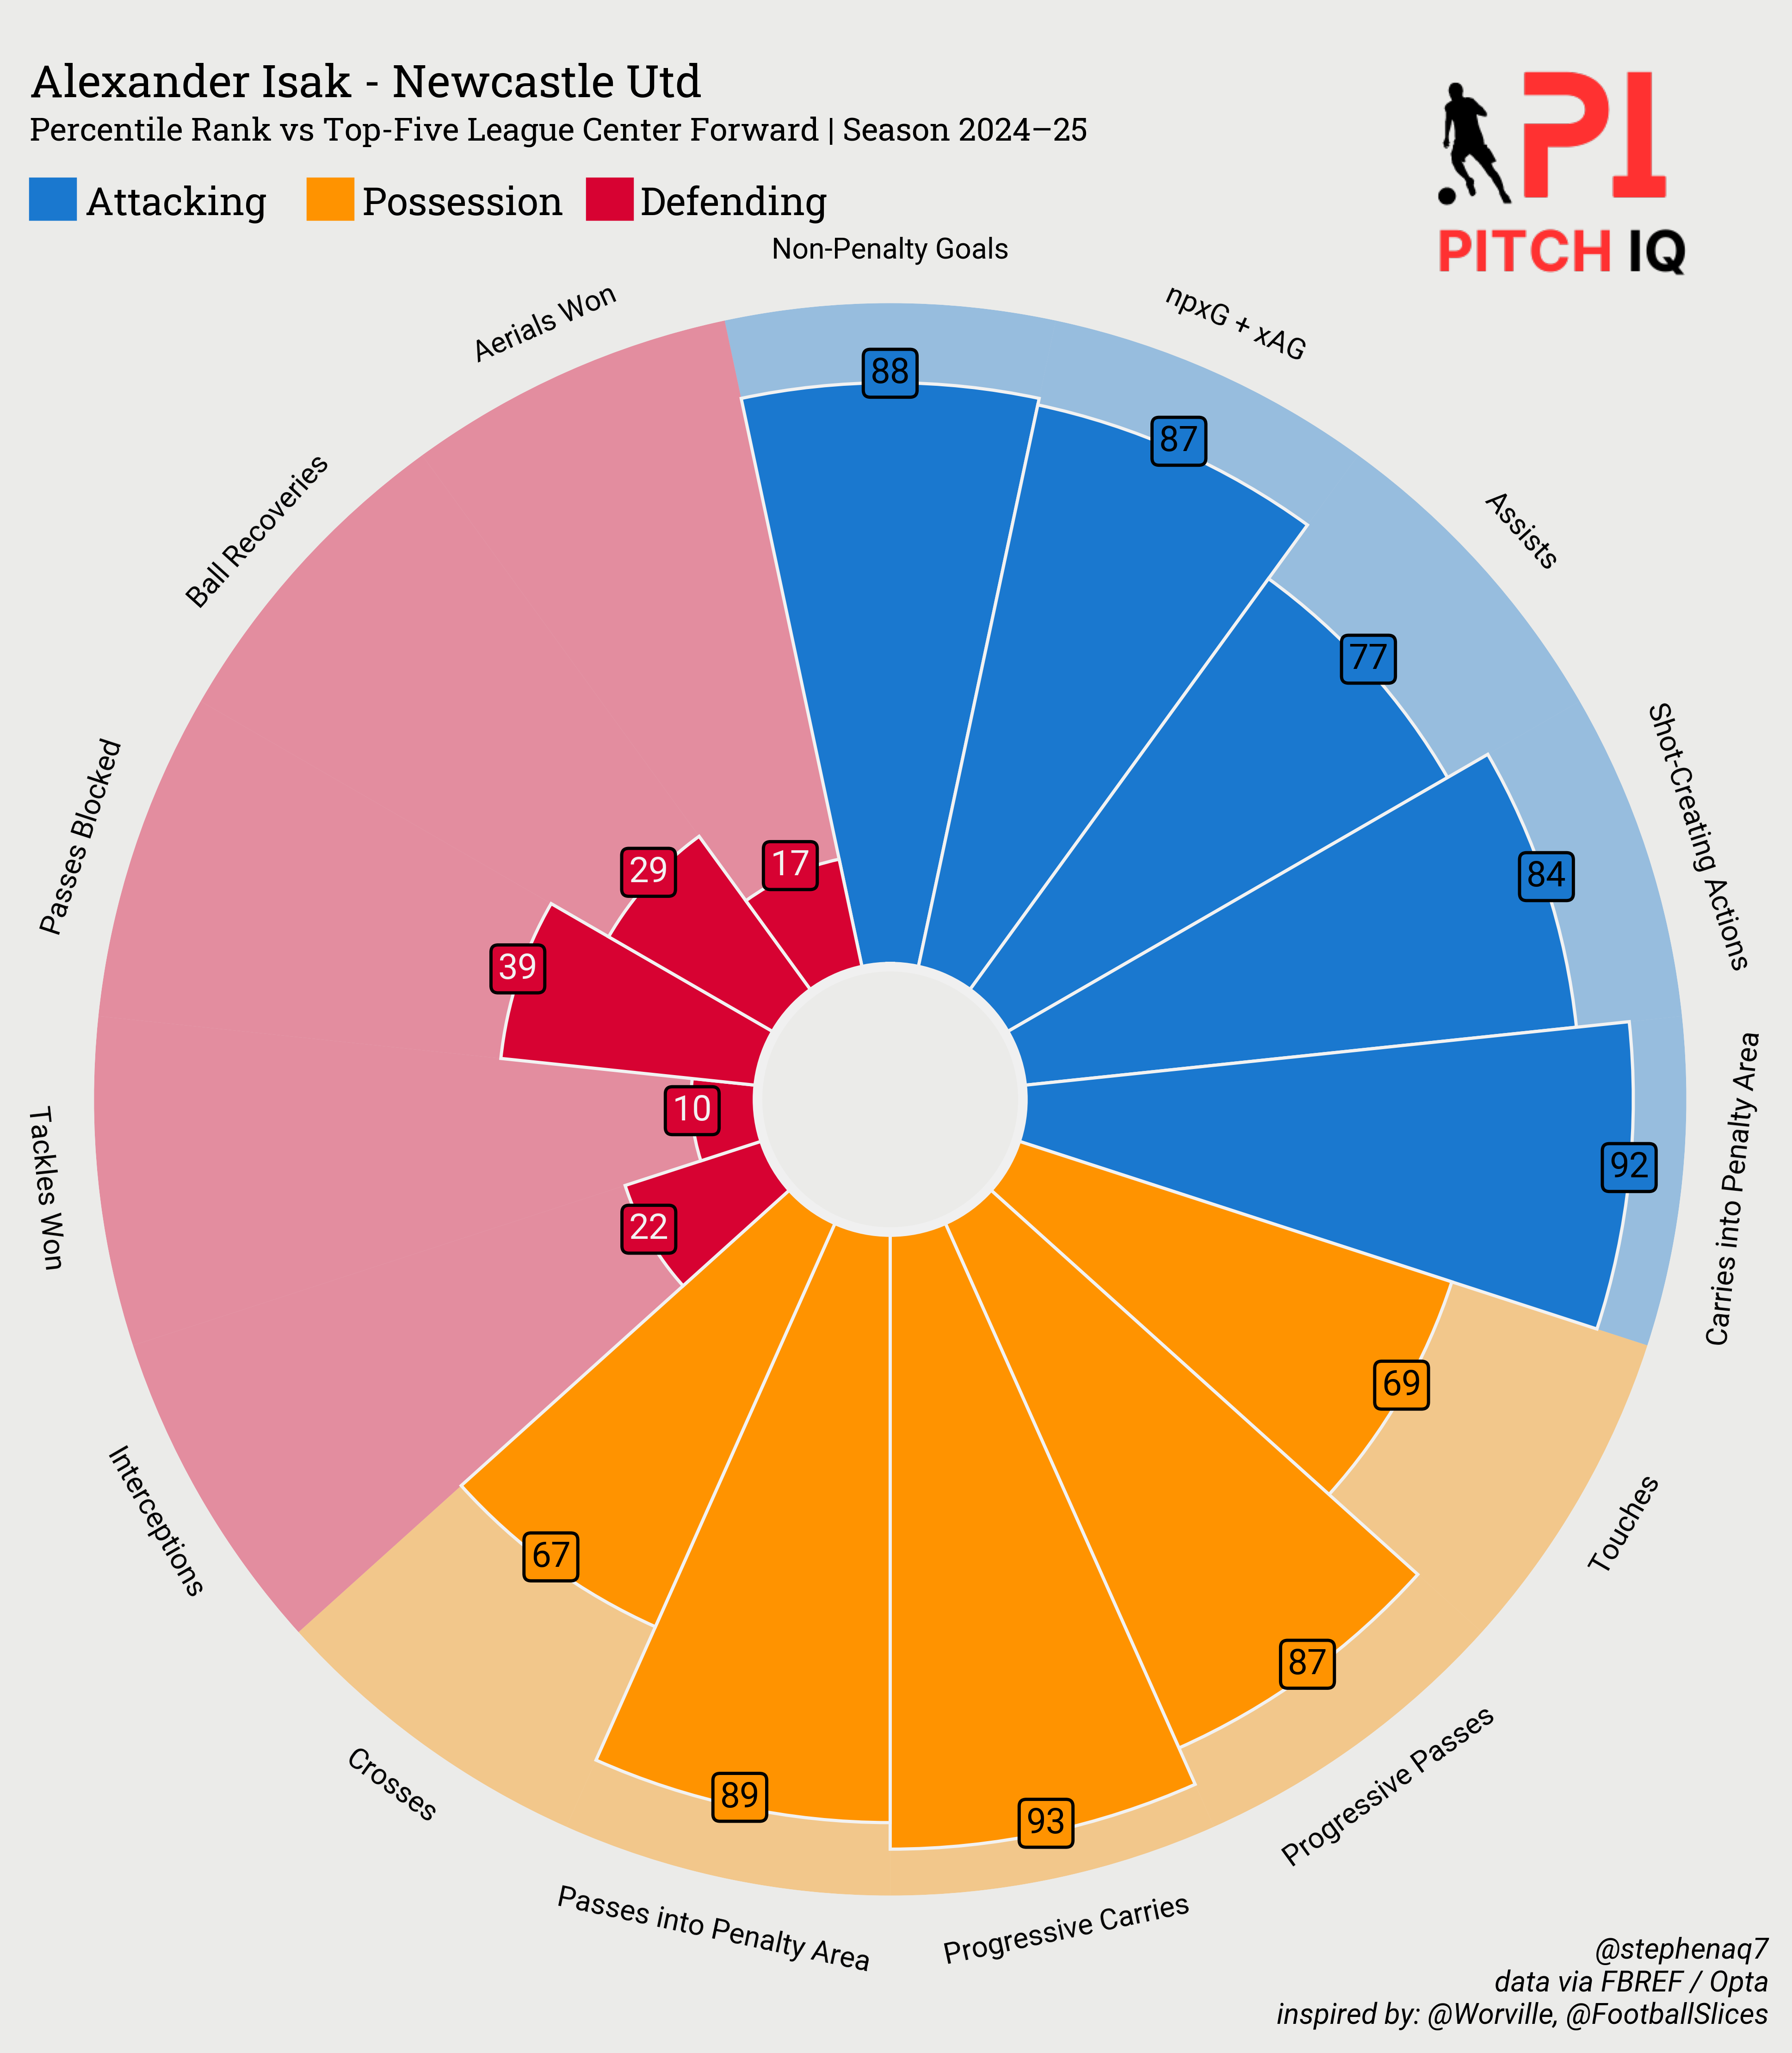 Alexander Isak - Newcastle Utd
Percentile Rank vs Top-Five League Center Forward | Season 2024–25
Attacking
Possession
Defending
PI
PITCH IQ
Non-Penalty Goals
88
npxG + xAG
87
Assists
77
Shot-Creating Actions
84
Carries into Penalty Area
92
Touches
69
Progressive Passes
87
Progressive Carries
93
Passes into Penalty Area
89
Crosses
67
Interceptions
22
Tackles Won
10
Passes Blocked
39
Ball Recoveries
29
Aerials Won
17
@stephenaq7
data via FBREF / Opta
inspired by: @Worville, @FootballSlices